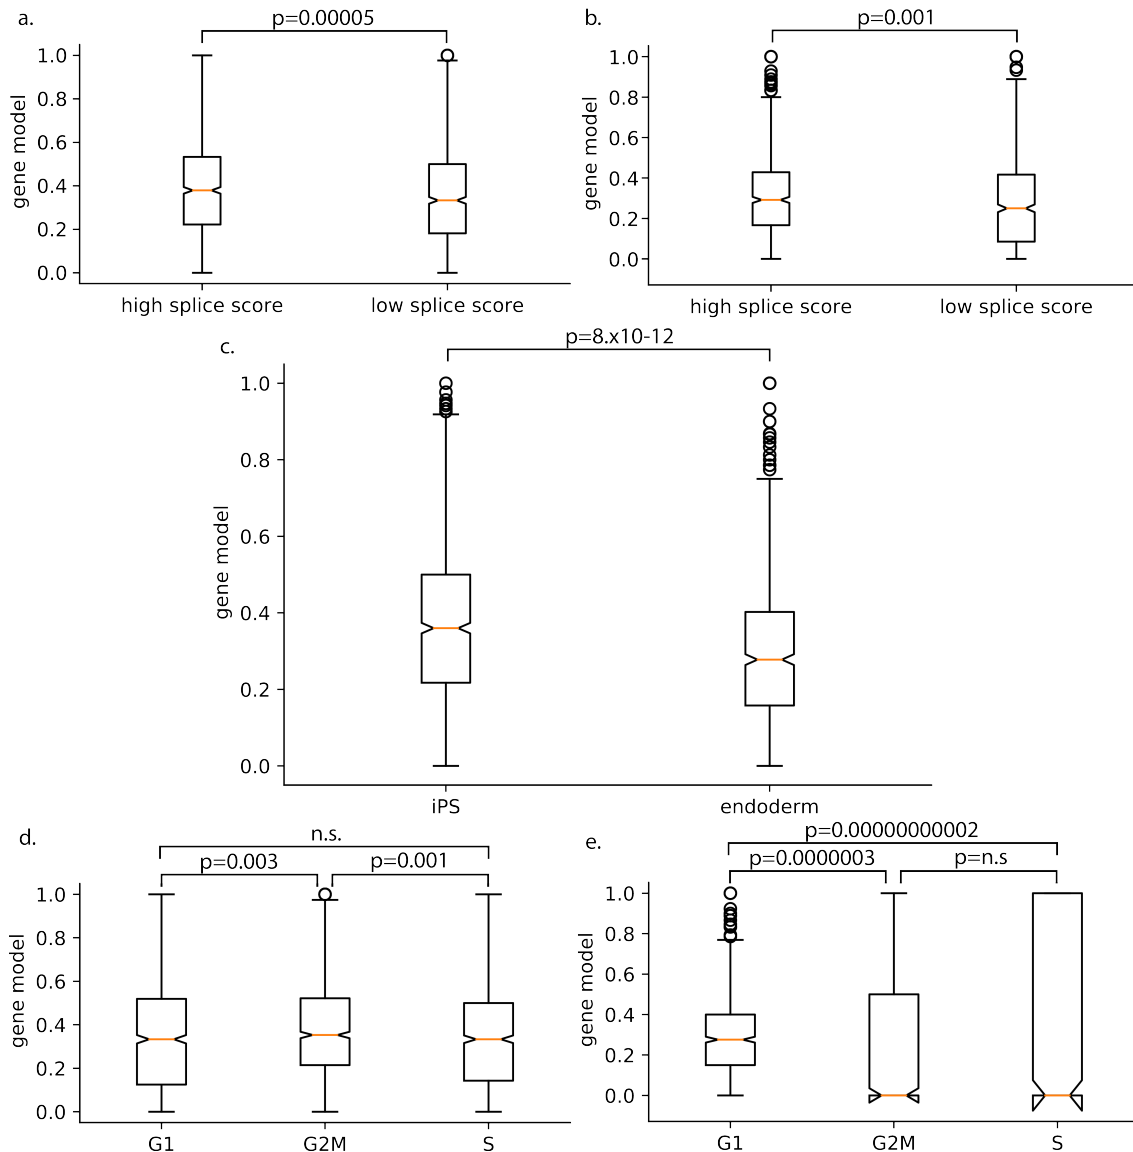 a.
p=0.00005
gene model
1.0
0.8
0.6
0.4
0.2
0.0
high splice score
low splice score
b.
p=0.001
gene model
1.0
0.8
0.6
0.4
0.2
0.0
high splice score
low splice score
c.
p=8.x10-12
gene model
1.0
0.8
0.6
0.4
0.2
0.0
iPS
endoderm
d.
n.s.
p=0.003
p=0.001
gene model
1.0
0.8
0.6
0.4
0.2
0.0
G1
G2M
S
e.
p=0.00000000002
p=0.0000003
p=n.s
gene model
1.0
0.8
0.6
0.4
0.2
0.0
G1
G2M
S